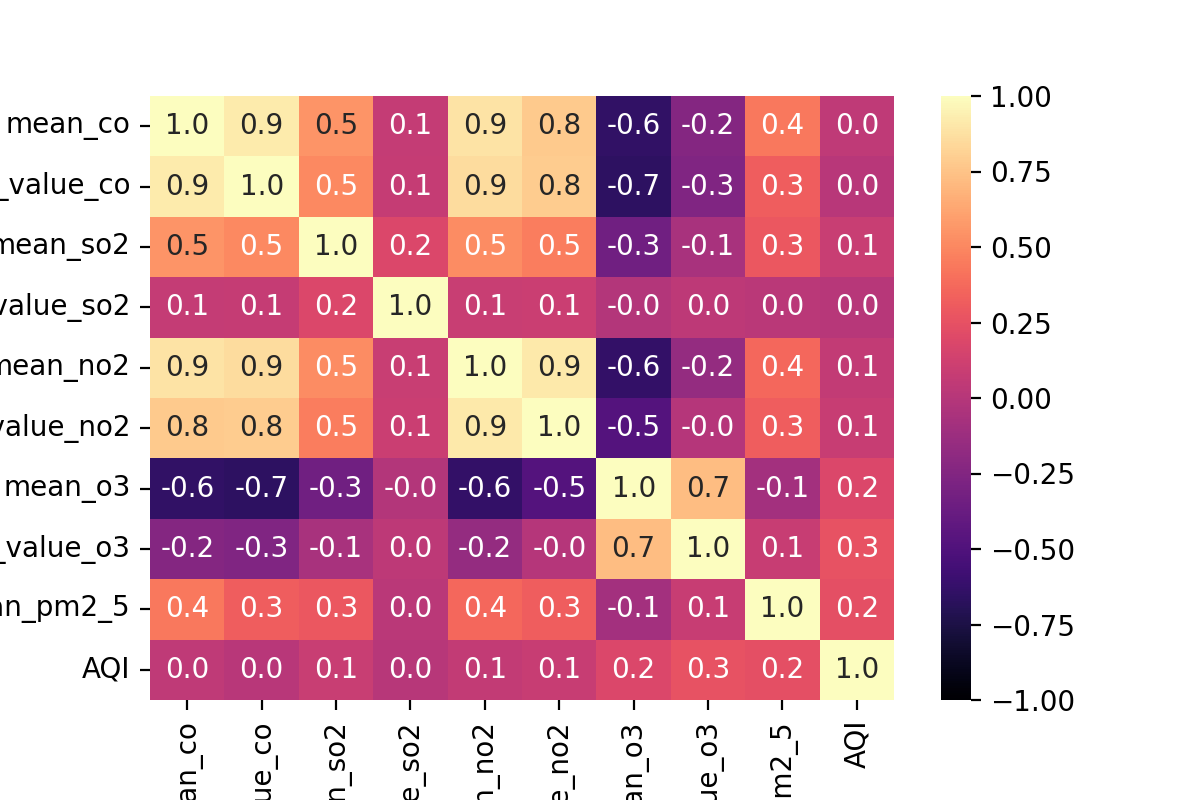 mean_co 1.0 0.9 0.5 0.1 0.9 0.8 -0.6 -0.2 0.4 0.0
_value_co 0.9 1.0 0.5 0.1 0.9 0.8 -0.7 -0.3 0.3 0.0
mean_so2 0.5 0.5 1.0 0.2 0.5 0.5 -0.3 -0.1 0.3 0.1
value_so2 0.1 0.1 0.2 1.0 0.1 0.1 -0.0 0.0 0.0 0.0
mean_no2 0.9 0.9 0.5 0.1 1.0 0.9 -0.6 -0.2 0.4 0.1
value_no2 0.8 0.8 0.5 0.1 0.9 1.0 -0.5 -0.0 0.3 0.1
mean_o3 -0.6 -0.7 -0.3 -0.0 -0.6 -0.5 1.0 0.7 -0.1 0.2
_value_o3 -0.2 -0.3 -0.1 0.0 -0.2 -0.0 0.7 1.0 0.1 0.3
an_pm2_5 0.4 0.3 0.3 0.0 0.4 0.3 -0.1 0.1 1.0 0.2
AQI 0.0 0.0 0.1 0.0 0.1 0.1 0.2 0.3 0.2 1.0
an_co
ue_co
n_so2
e_so2
n_no2
e_no2
an_o3
ue_o3
m2_5
AQI
1.00
0.75
0.50
0.25
0.00
−0.25
−0.50
−0.75
−1.00